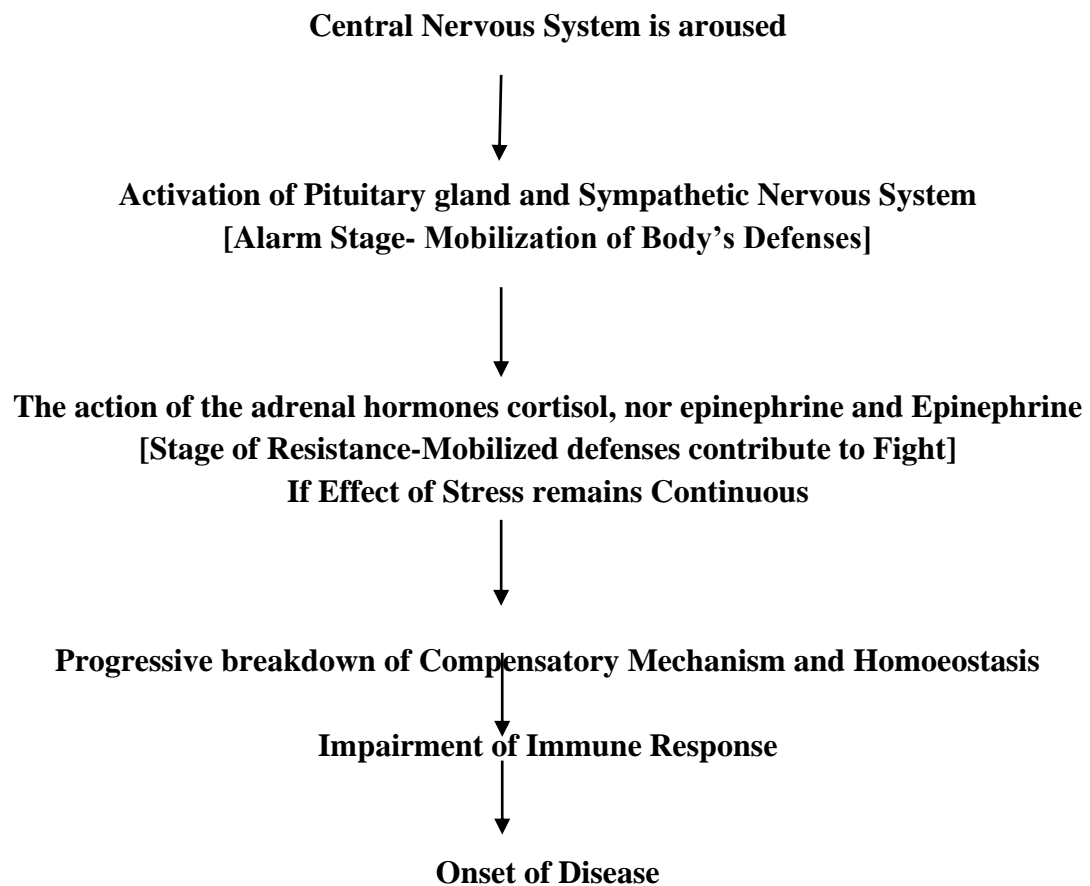 Central Nervous System is aroused
Activation of Pituitary gland and Sympathetic Nervous System
[Alarm Stage- Mobilization of Body’s Defenses]
The action of the adrenal hormones cortisol, nor epinephrine and Epinephrine
[Stage of Resistance-Mobilized defenses contribute to Fight]
If Effect of Stress remains Continuous
Progressive breakdown of Compensatory Mechanism and Homoeostasis
Impairment of Immune Response
Onset of Disease